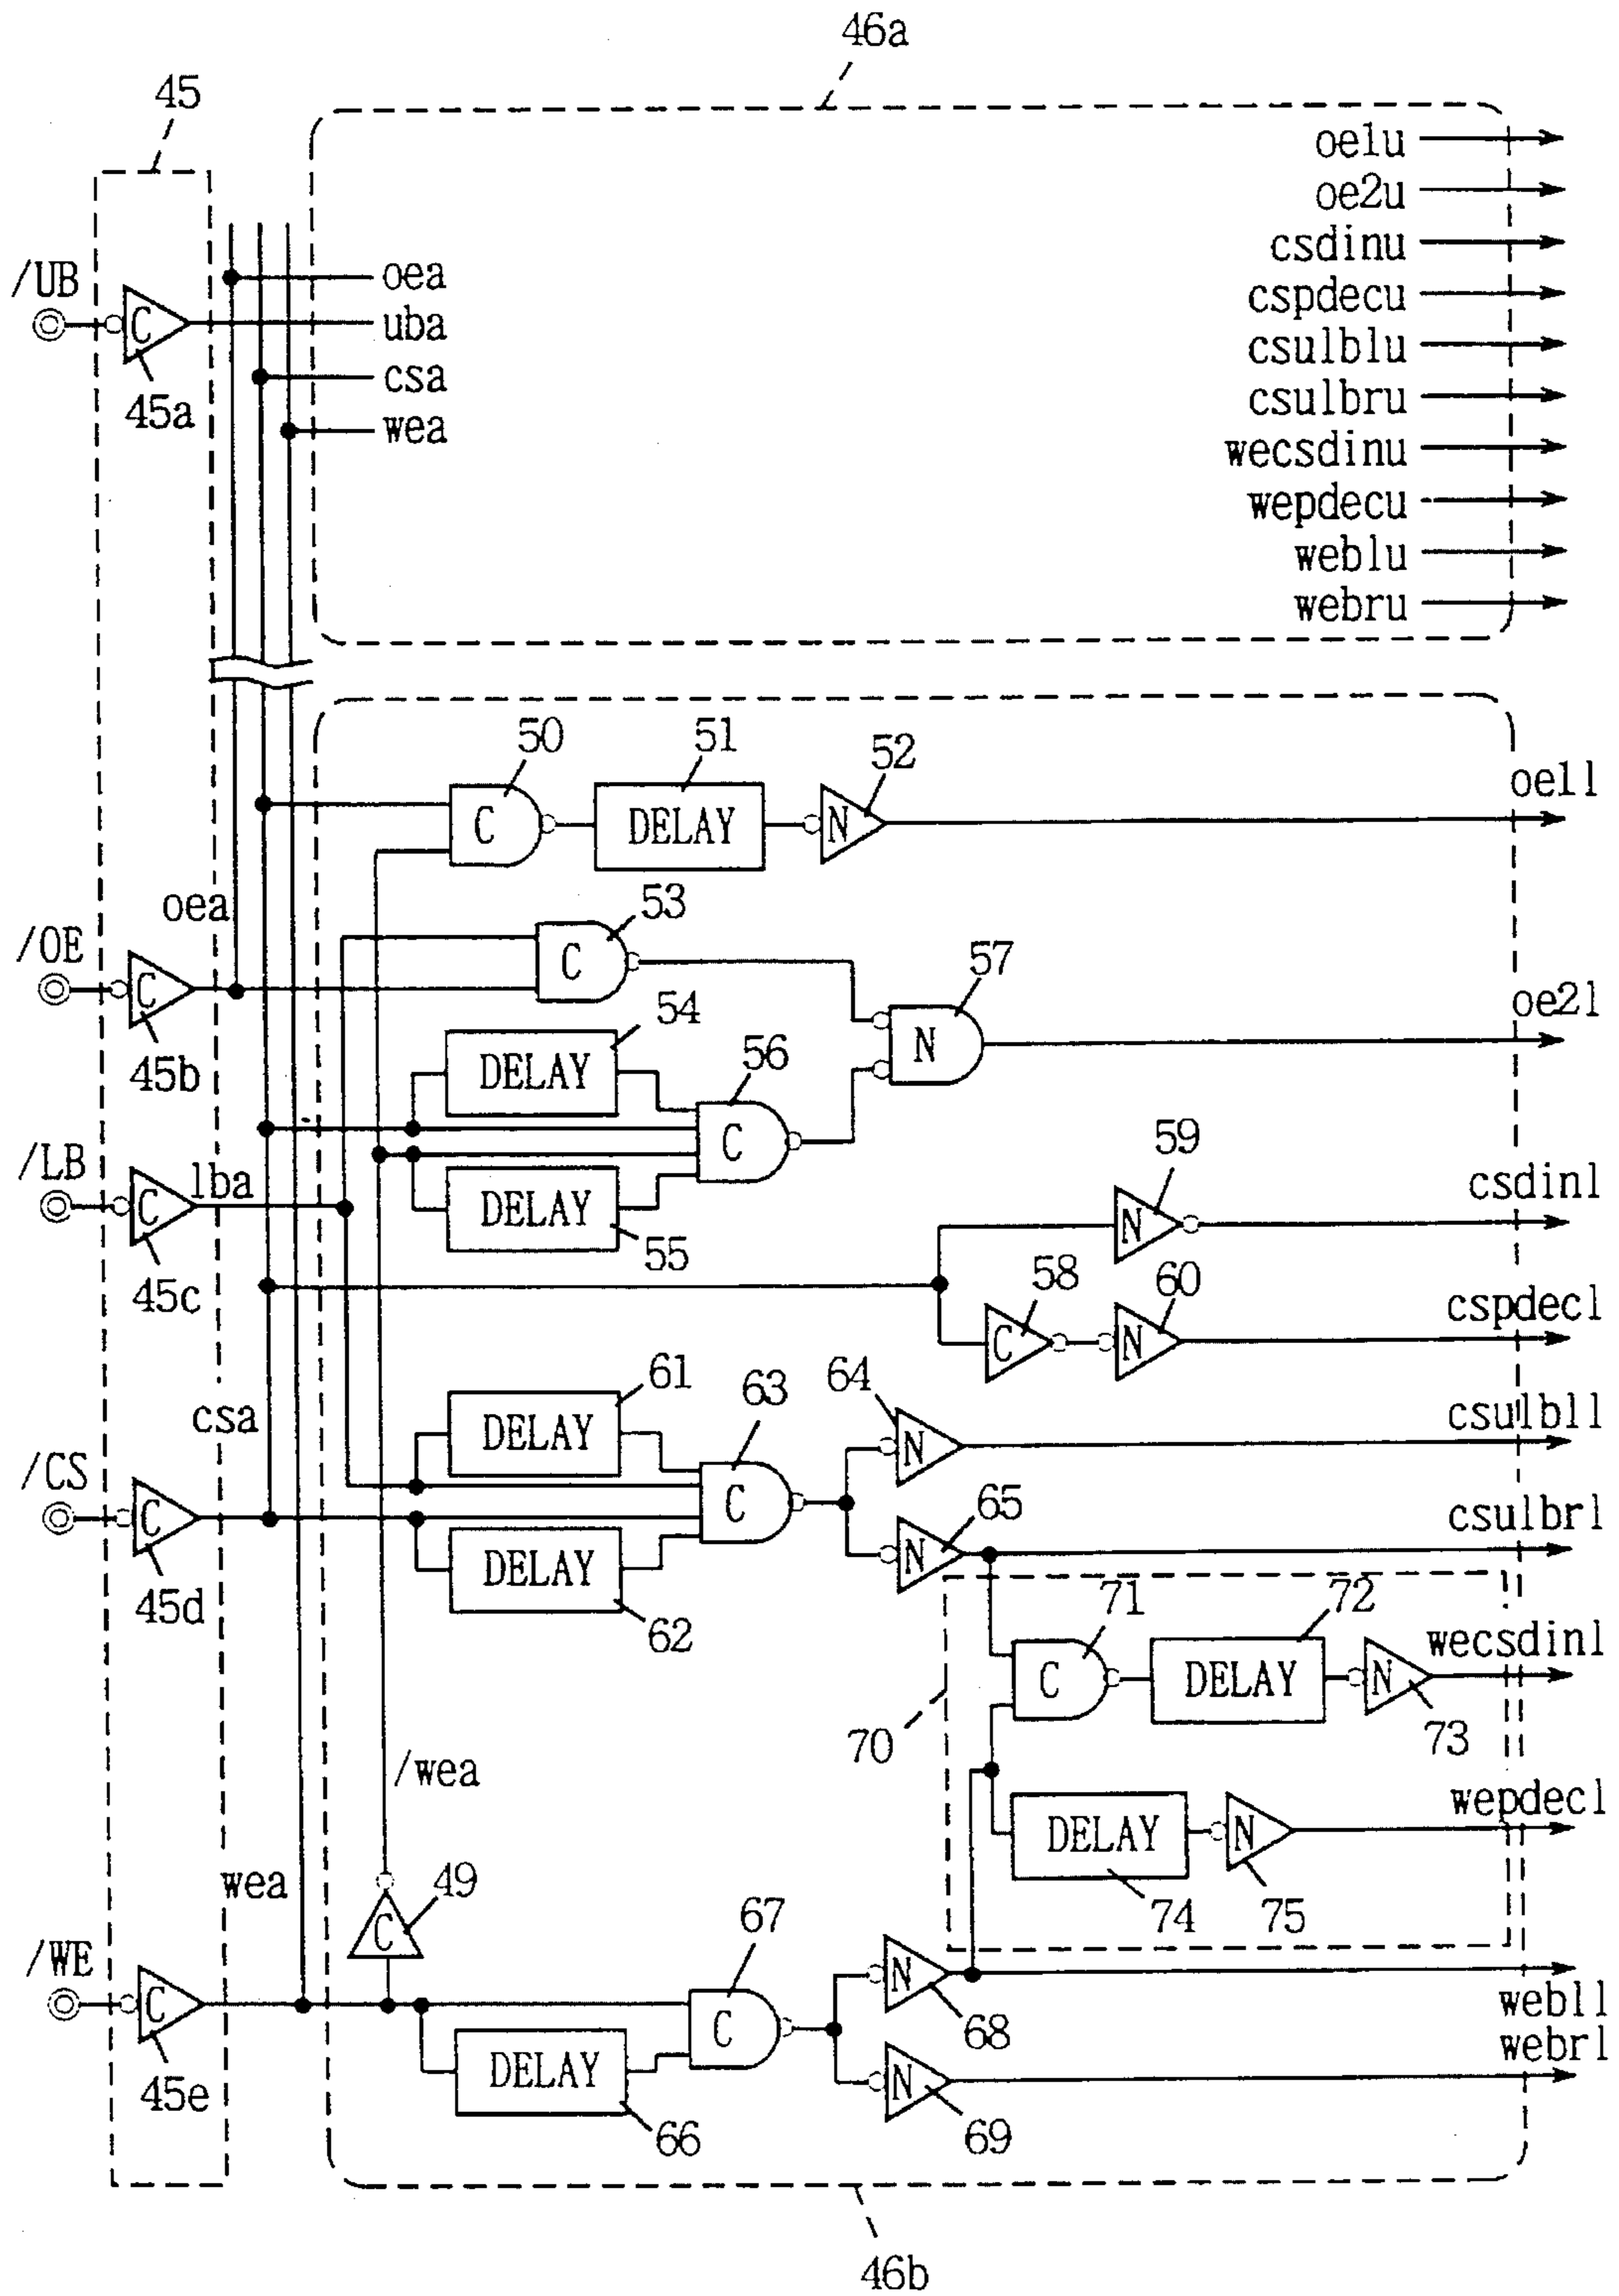 46a
45
oe1u
oe2u
csdinu
/UB
oea
cspdecu
C
uba
csulblu
45a
csa
csulbru
wea
wecsdinu
wepdecu
weblu
webru
50
51
52
oe1l
C
DELAY
N
oea
53
/OE
C
57
C
54
oe2l
45b
DELAY
56
N
C
59
/LB
lba
csdinl
C
DELAY
N
45c
55
58
60
cspdecl
C
N
61
63
64
csa
DELAY
csulbll
/CS
C
N
C
65
csulbrl
DELAY
N
45d
62
71
72
wecsdinl
C
DELAY
N
70
73
/wea
wepdecl
DELAY
N
wea
49
74
75
C
67
/WE
N
C
C
68
webll
DELAY
webrl
45e
N
66
69
46b